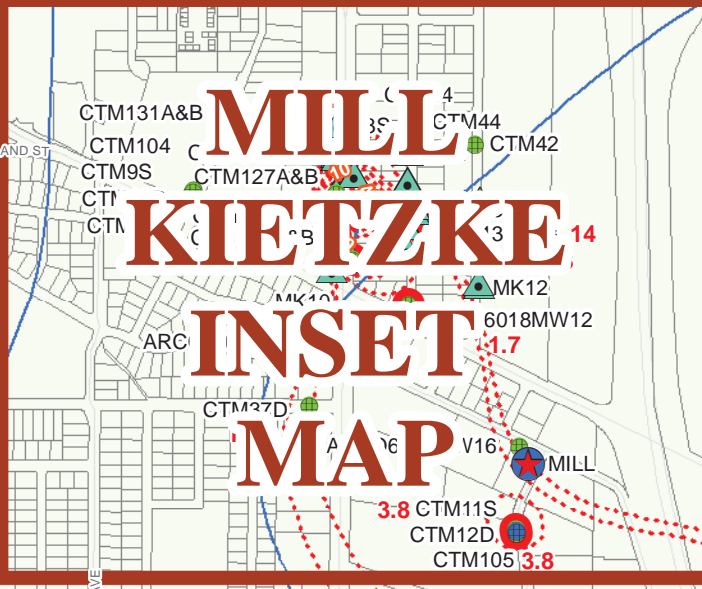 MILL
KIETZKE
INSET
MAP
CTM131A&B
CTM44
CTM42
CTM104
AND ST
CTM9S
CTM127A&B
10
14
MK12
MK10
6018MW12
1.7
CTM37D
MILL
3.8 CTM11S
CTM12D
CTM105 3.8